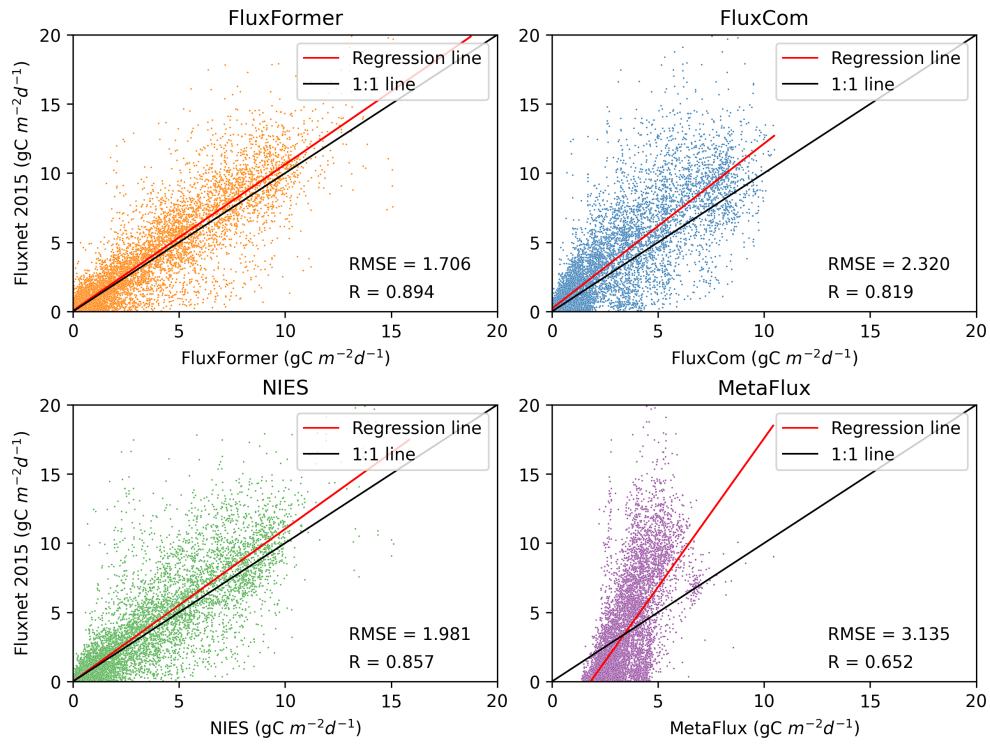 FluxFormer
20
15
10
5
0
Fluxnet 2015 (gC m⁻²d⁻¹)
Regression line
1:1 line
RMSE = 1.706
R = 0.894
0 5 10 15 20
FluxFormer (gC m⁻²d⁻¹)
FluxCom
20
15
10
5
0
Regression line
1:1 line
RMSE = 2.320
R = 0.819
0 5 10 15 20
FluxCom (gC m⁻²d⁻¹)
NIES
20
15
10
5
0
Fluxnet 2015 (gC m⁻²d⁻¹)
Regression line
1:1 line
RMSE = 1.981
R = 0.857
0 5 10 15 20
NIES (gC m⁻²d⁻¹)
MetaFlux
20
15
10
5
0
Regression line
1:1 line
RMSE = 3.135
R = 0.652
0 5 10 15 20
MetaFlux (gC m⁻²d⁻¹)